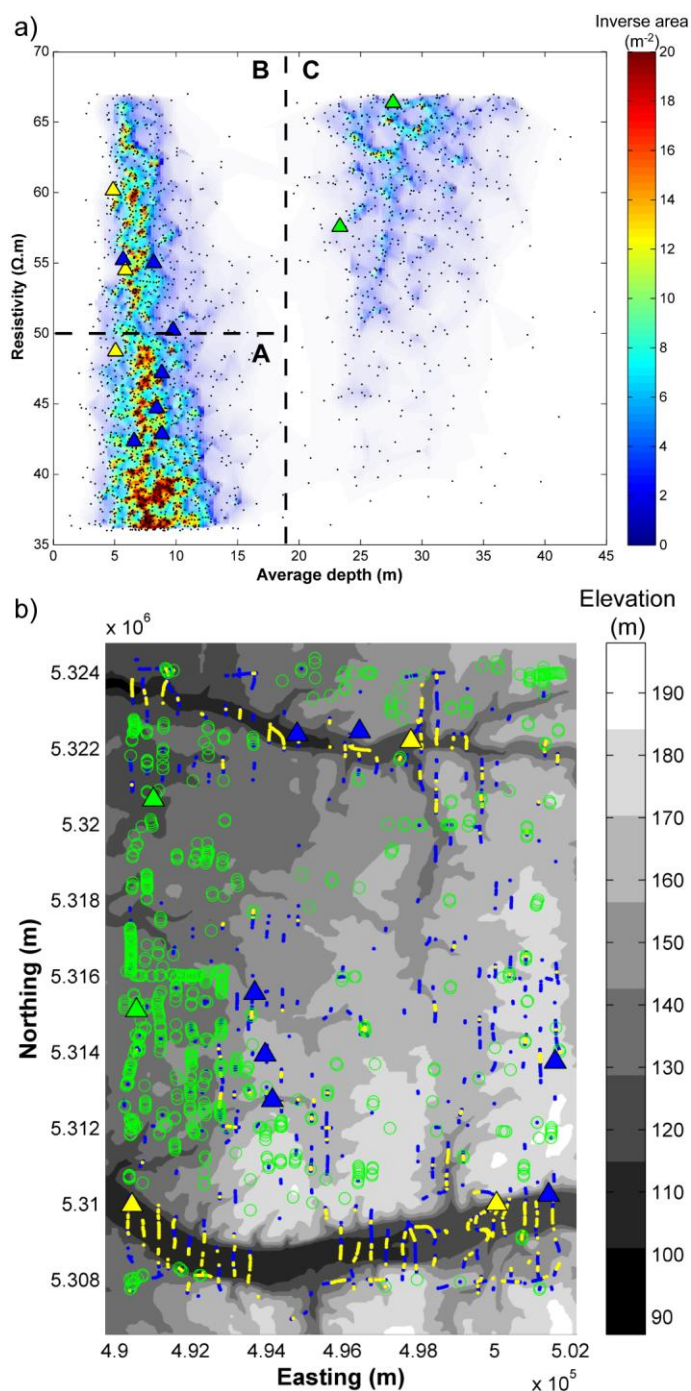 a)
Inverse area
(m-2)
B C
A
70
65
60
55
50
45
40
35
Resistivity (Ω.m)
0 5 10 15 20 25 30 35 40 45
Average depth (m)
20
18
16
14
12
10
8
6
4
2
0
b)
Elevation
(m)
x 10⁶
5.324
5.322
5.32
5.318
5.316
5.314
5.312
5.31
5.308
Northing (m)
4.9 4.92 4.94 4.96 4.98 5 5.02
x 10⁵
Easting (m)
190
180
170
160
150
140
130
120
110
100
90